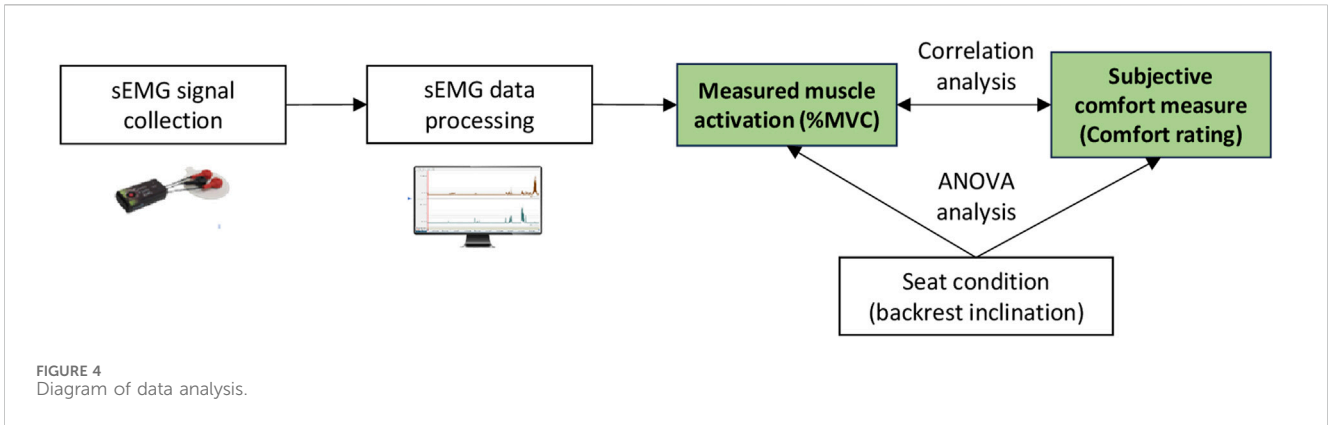 sEMG signal
collection
sEMG data
processing
Measured muscle
activation (%MVC)
Correlation
analysis
Subjective
comfort measure
(Comfort rating)
ANOVA
analysis
Seat condition
(backrest inclination)
FIGURE 4
Diagram of data analysis.